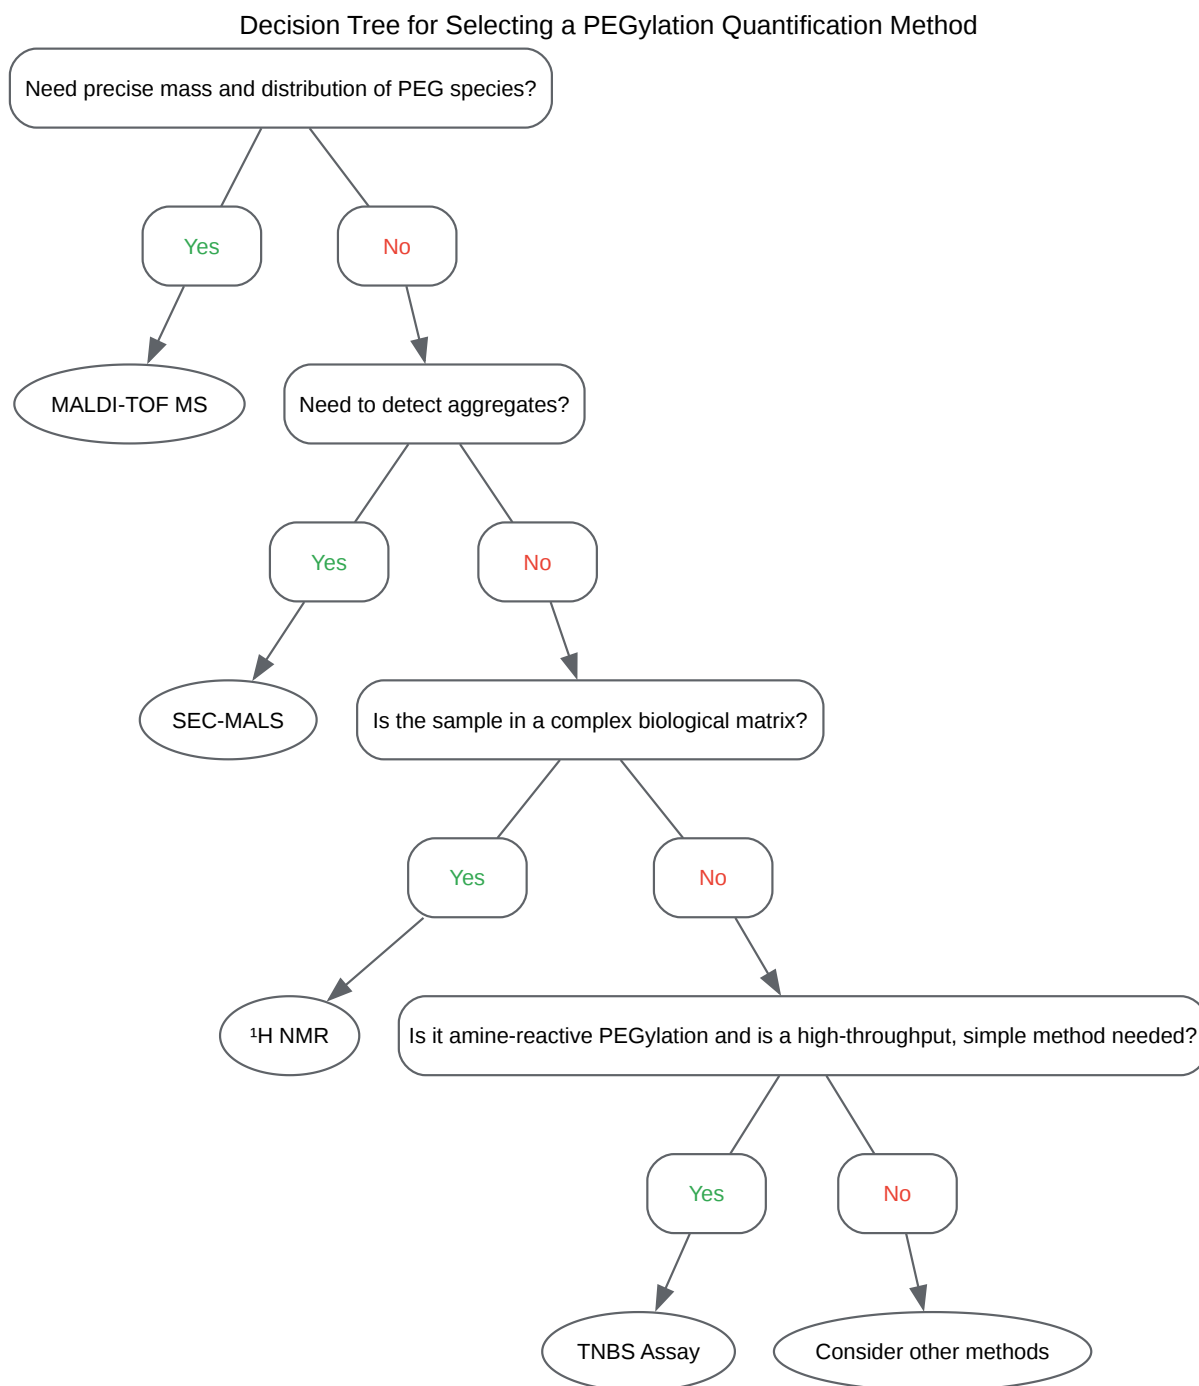 Decision Tree for Selecting a PEGylation Quantification Method
Need precise mass and distribution of PEG species?
Yes
No
MALDI-TOF MS
Need to detect aggregates?
Yes
No
SEC-MALS
Is the sample in a complex biological matrix?
Yes
No
¹H NMR
Is it amine-reactive PEGylation and is a high-throughput, simple method needed?
Yes
No
TNBS Assay
Consider other methods